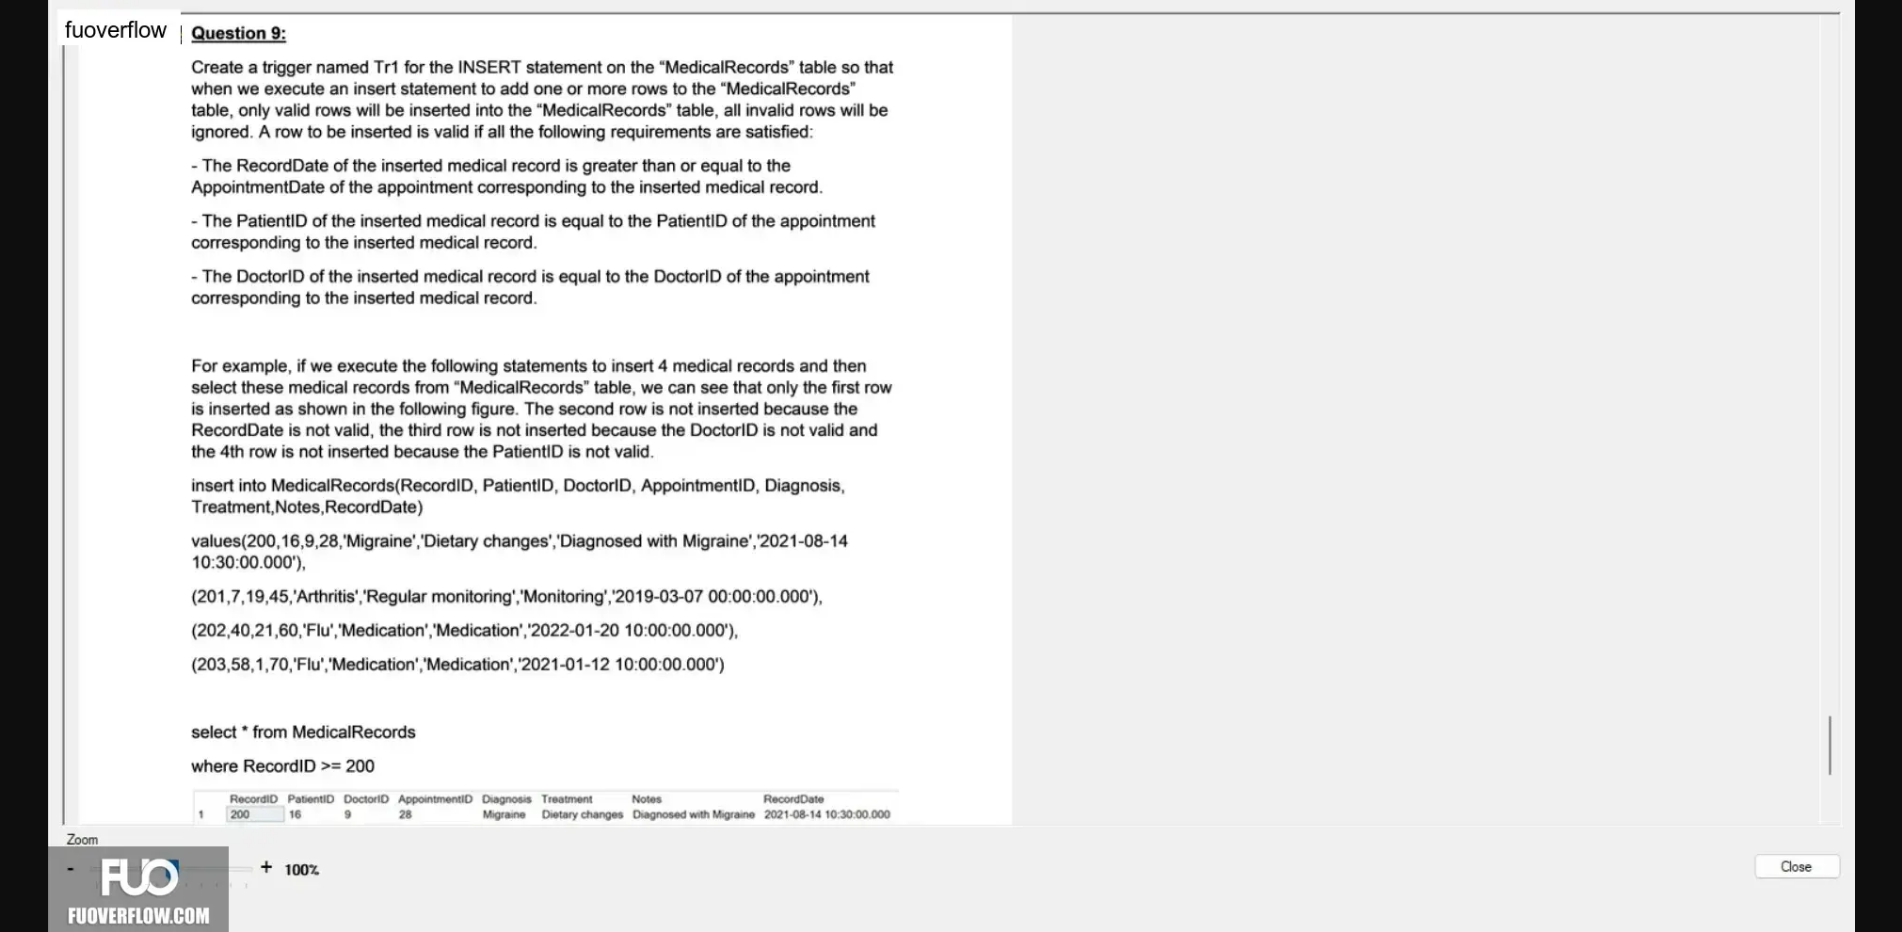 fuoverflow
Question 9:
Create a trigger named Tr1 for the INSERT statement on the “MedicalRecords” table so that
when we execute an insert statement to add one or more rows to the “MedicalRecords”
table, only valid rows will be inserted into the “MedicalRecords” table, all invalid rows will be
ignored. A row to be inserted is valid if all the following requirements are satisfied:
- The RecordDate of the inserted medical record is greater than or equal to the
AppointmentDate of the appointment corresponding to the inserted medical record.
- The PatientID of the inserted medical record is equal to the PatientID of the appointment
corresponding to the inserted medical record.
- The DoctorID of the inserted medical record is equal to the DoctorID of the appointment
corresponding to the inserted medical record.
For example, if we execute the following statements to insert 4 medical records and then
select these medical records from “MedicalRecords” table, we can see that only the first row
is inserted as shown in the following figure. The second row is not inserted because the
RecordDate is not valid, the third row is not inserted because the DoctorID is not valid and
the 4th row is not inserted because the PatientID is not valid.
insert into MedicalRecords(RecordID, PatientID, DoctorID, AppointmentID, Diagnosis,
Treatment,Notes,RecordDate)
values(200,16,9,28,'Migraine','Dietary changes','Diagnosed with Migraine','2021-08-14
10:30:00.000'),
(201,7,19,45,'Arthritis','Regular monitoring','Monitoring','2019-03-07 00:00:00.000'),
(202,40,21,60,'Flu','Medication','Medication','2022-01-20 10:00:00.000'),
(203,58,1,70,'Flu','Medication','Medication','2021-01-12 10:00:00.000')
select * from MedicalRecords
where RecordID >= 200
RecordID PatientID DoctorID AppointmentID Diagnosis Treatment Notes RecordDate
1 200 16 9 28 Migraine Dietary changes Diagnosed with Migraine 2021-08-14 10:30:00.000
Zoom
- + 100%
Close
FUO
FUOVERFLOW.COM